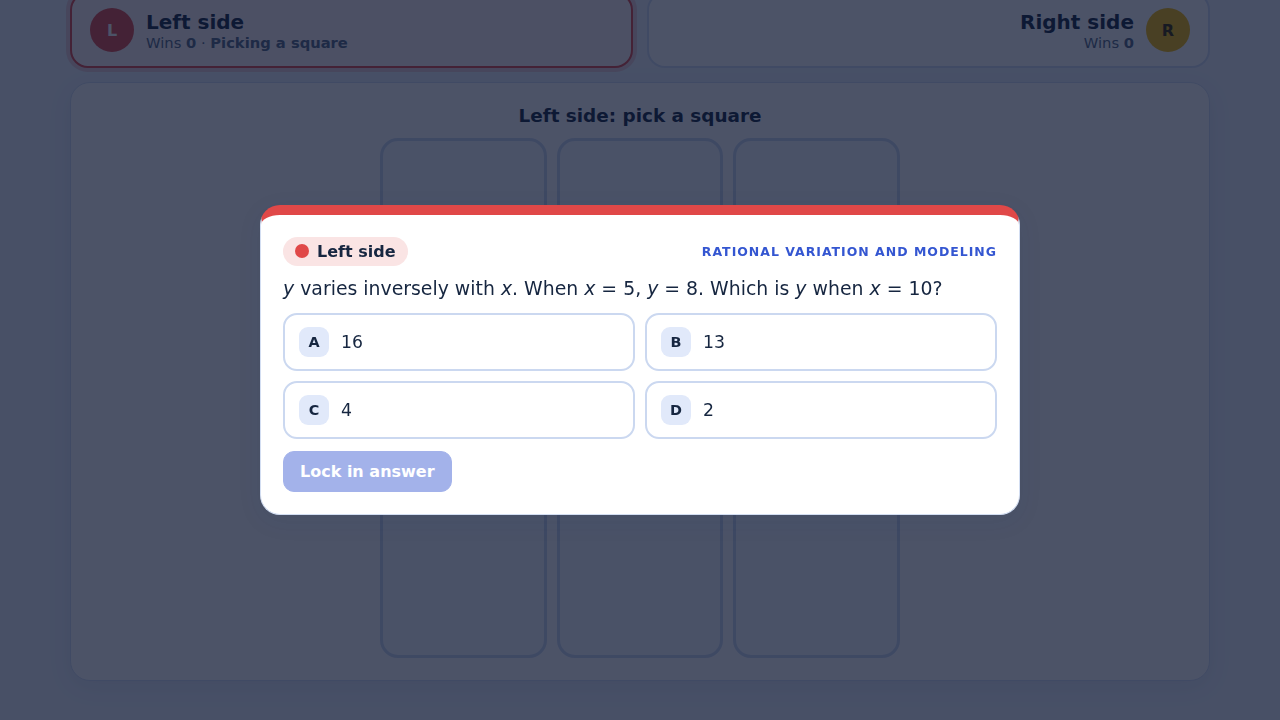 L
Left side
Wins 0 · Picking a square
Right side
Wins 0
R
Left side: pick a square
Left side
RATIONAL VARIATION AND MODELING
y varies inversely with x. When x = 5, y = 8. Which is y when x = 10?
A 16
B 13
C 4
D 2
Lock in answer